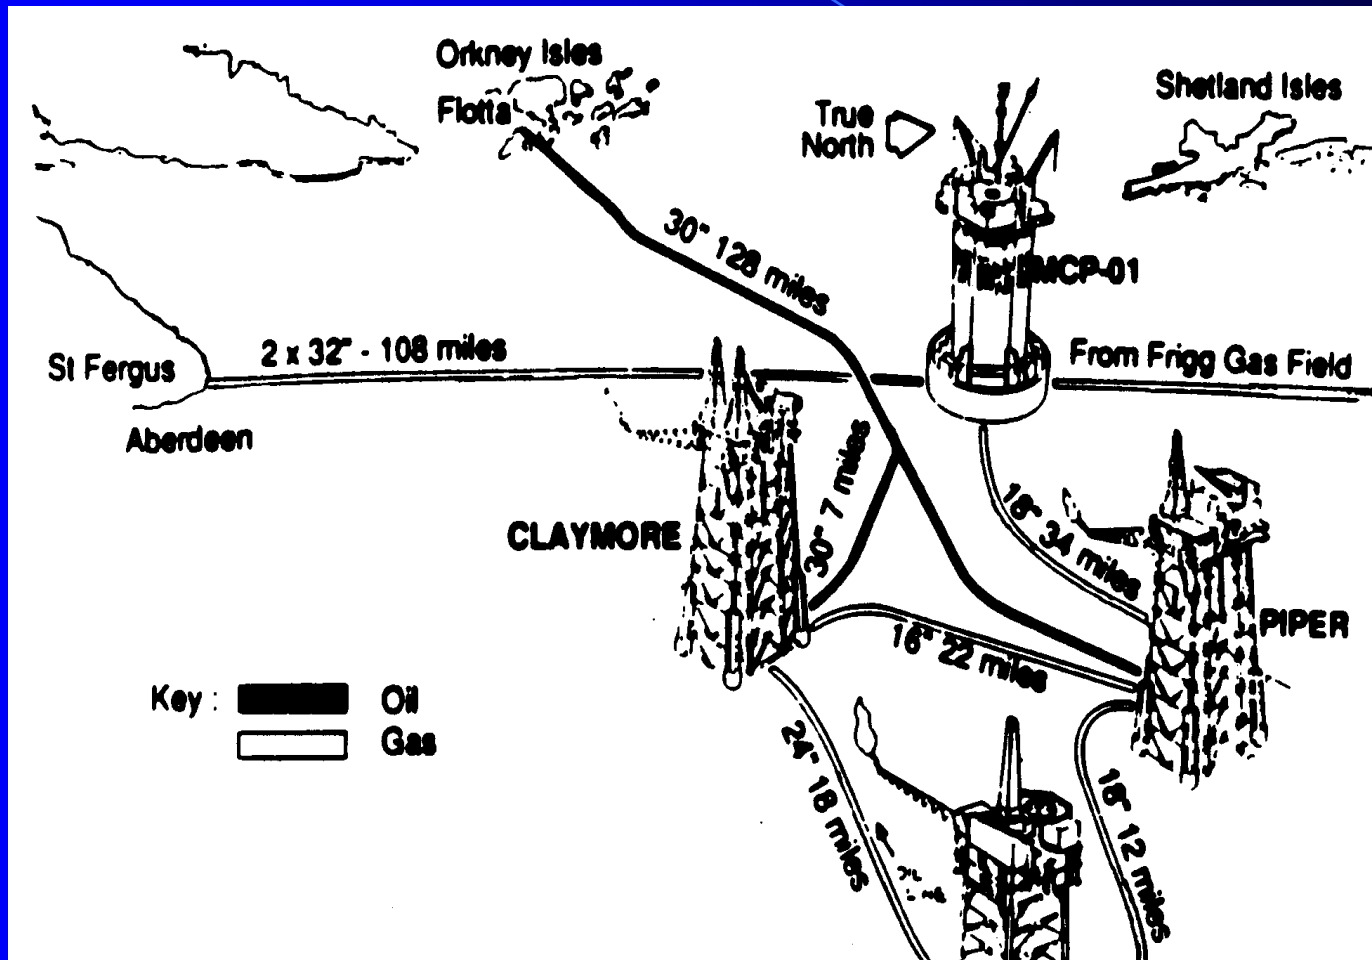 Orkney Isles
Flotta
True
North
Shetland Isles
30" 128 miles
MCP-01
St Fergus
2 x 32" - 108 miles
From Frigg Gas Field
Aberdeen
CLAYMORE
30" 7 miles
18" 34 miles
PIPER
16" 22 miles
Key :
Oil
Gas
24" 18 miles
18" 12 miles